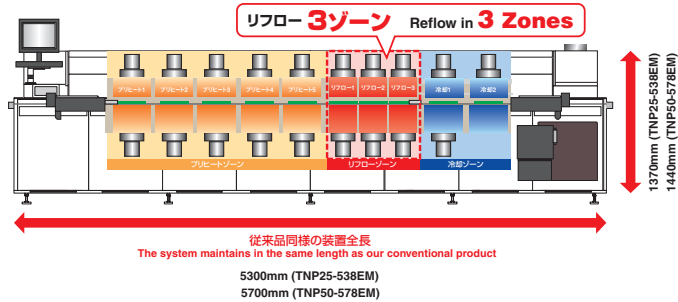 リフロー 3ゾーン Reflow in 3 Zones
プリヒート1 プリヒート2 プリヒート3 プリヒート4 プリヒート5 リフロー1 リフロー2 リフロー3 冷却1 冷却2
プリヒートゾーン リフローゾーン 冷却ゾーン
1370mm (TNP25-538EM)
1440mm (TNP50-578EM)
従来品同様の装置全長
The system maintains in the same length as our conventional product
5300mm (TNP25-538EM)
5700mm (TNP50-578EM)